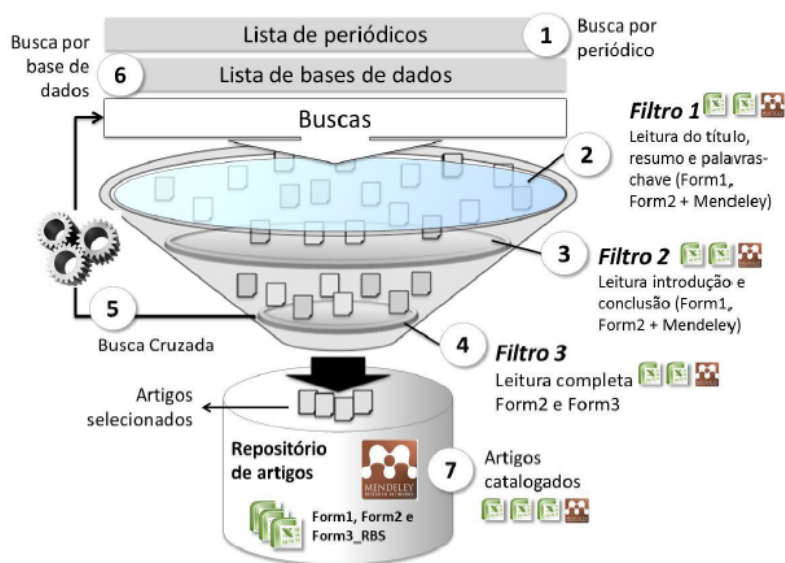 Lista de periódicos
1
Busca por
periódico
Busca por
base de
dados
6
Lista de bases de dados
Buscas
Filtro 1
2
Leitura do título,
resumo e palavras-
chave (Form1,
Form2 + Mendeley)
3
Filtro 2
Leitura introdução e
conclusão (Form1,
Form2 + Mendeley)
5
Busca Cruzada
4
Filtro 3
Leitura completa
Form2 e Form3
Artigos
selecionados
Repositório
de artigos
MENDELEY
7
Artigos
catalogados
Form1, Form2 e
Form3_RBS